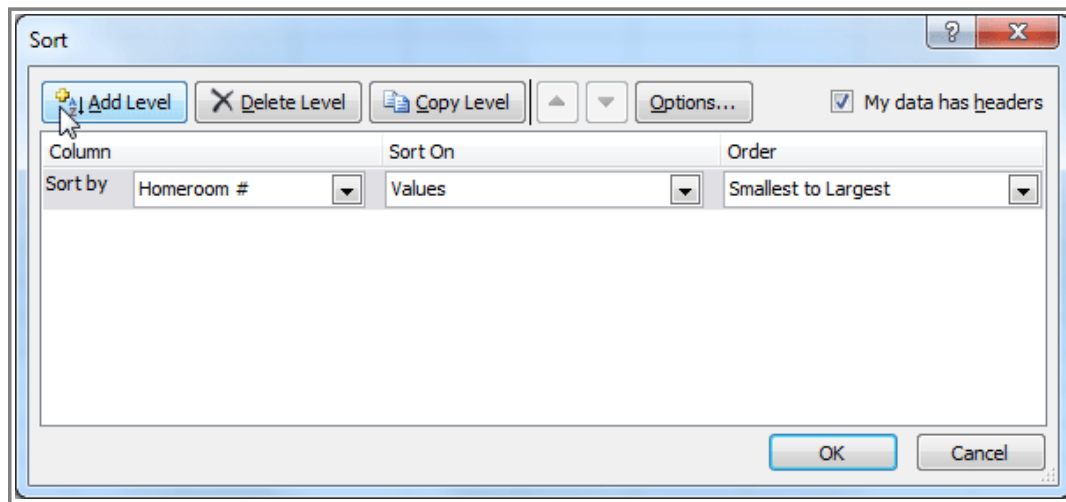 Sort
Add Level Delete Level Copy Level Options... My data has headers
Column Sort On Order
Sort by Homeroom # Values Smallest to Largest
OK Cancel